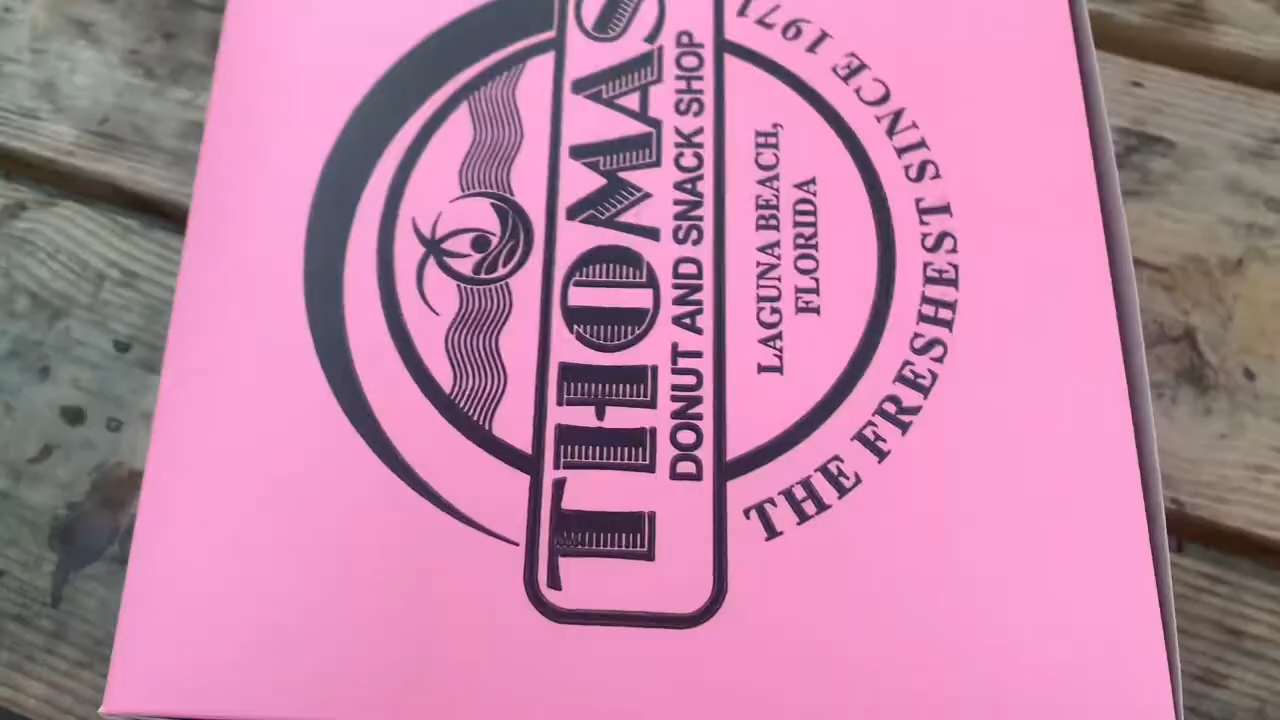 THOMAS
DONUT AND SNACK SHOP
LAGUNA BEACH,
FLORIDA
THE FRESHEST SINCE 1971